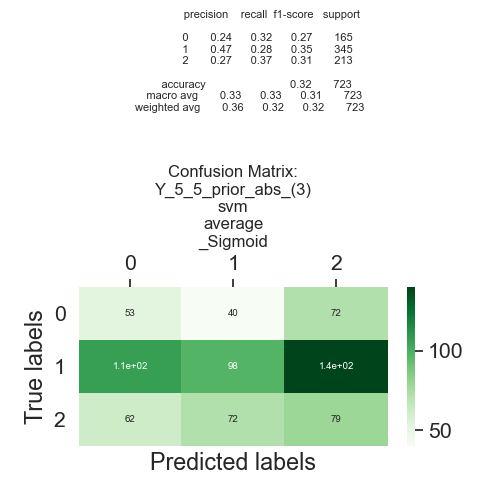 precision recall f1-score support
0 0.24 0.32 0.27 165
1 0.47 0.28 0.35 345
2 0.27 0.37 0.31 213
accuracy 0.32 723
macro avg 0.33 0.33 0.31 723
weighted avg 0.36 0.32 0.32 723
Confusion Matrix:
Y_5_5_prior_abs_(3)
svm
average
_Sigmoid
0 1 2
0 53 40 72
1 1.1e+02 98 1.4e+02
2 62 72 79
True labels
Predicted labels
100
50